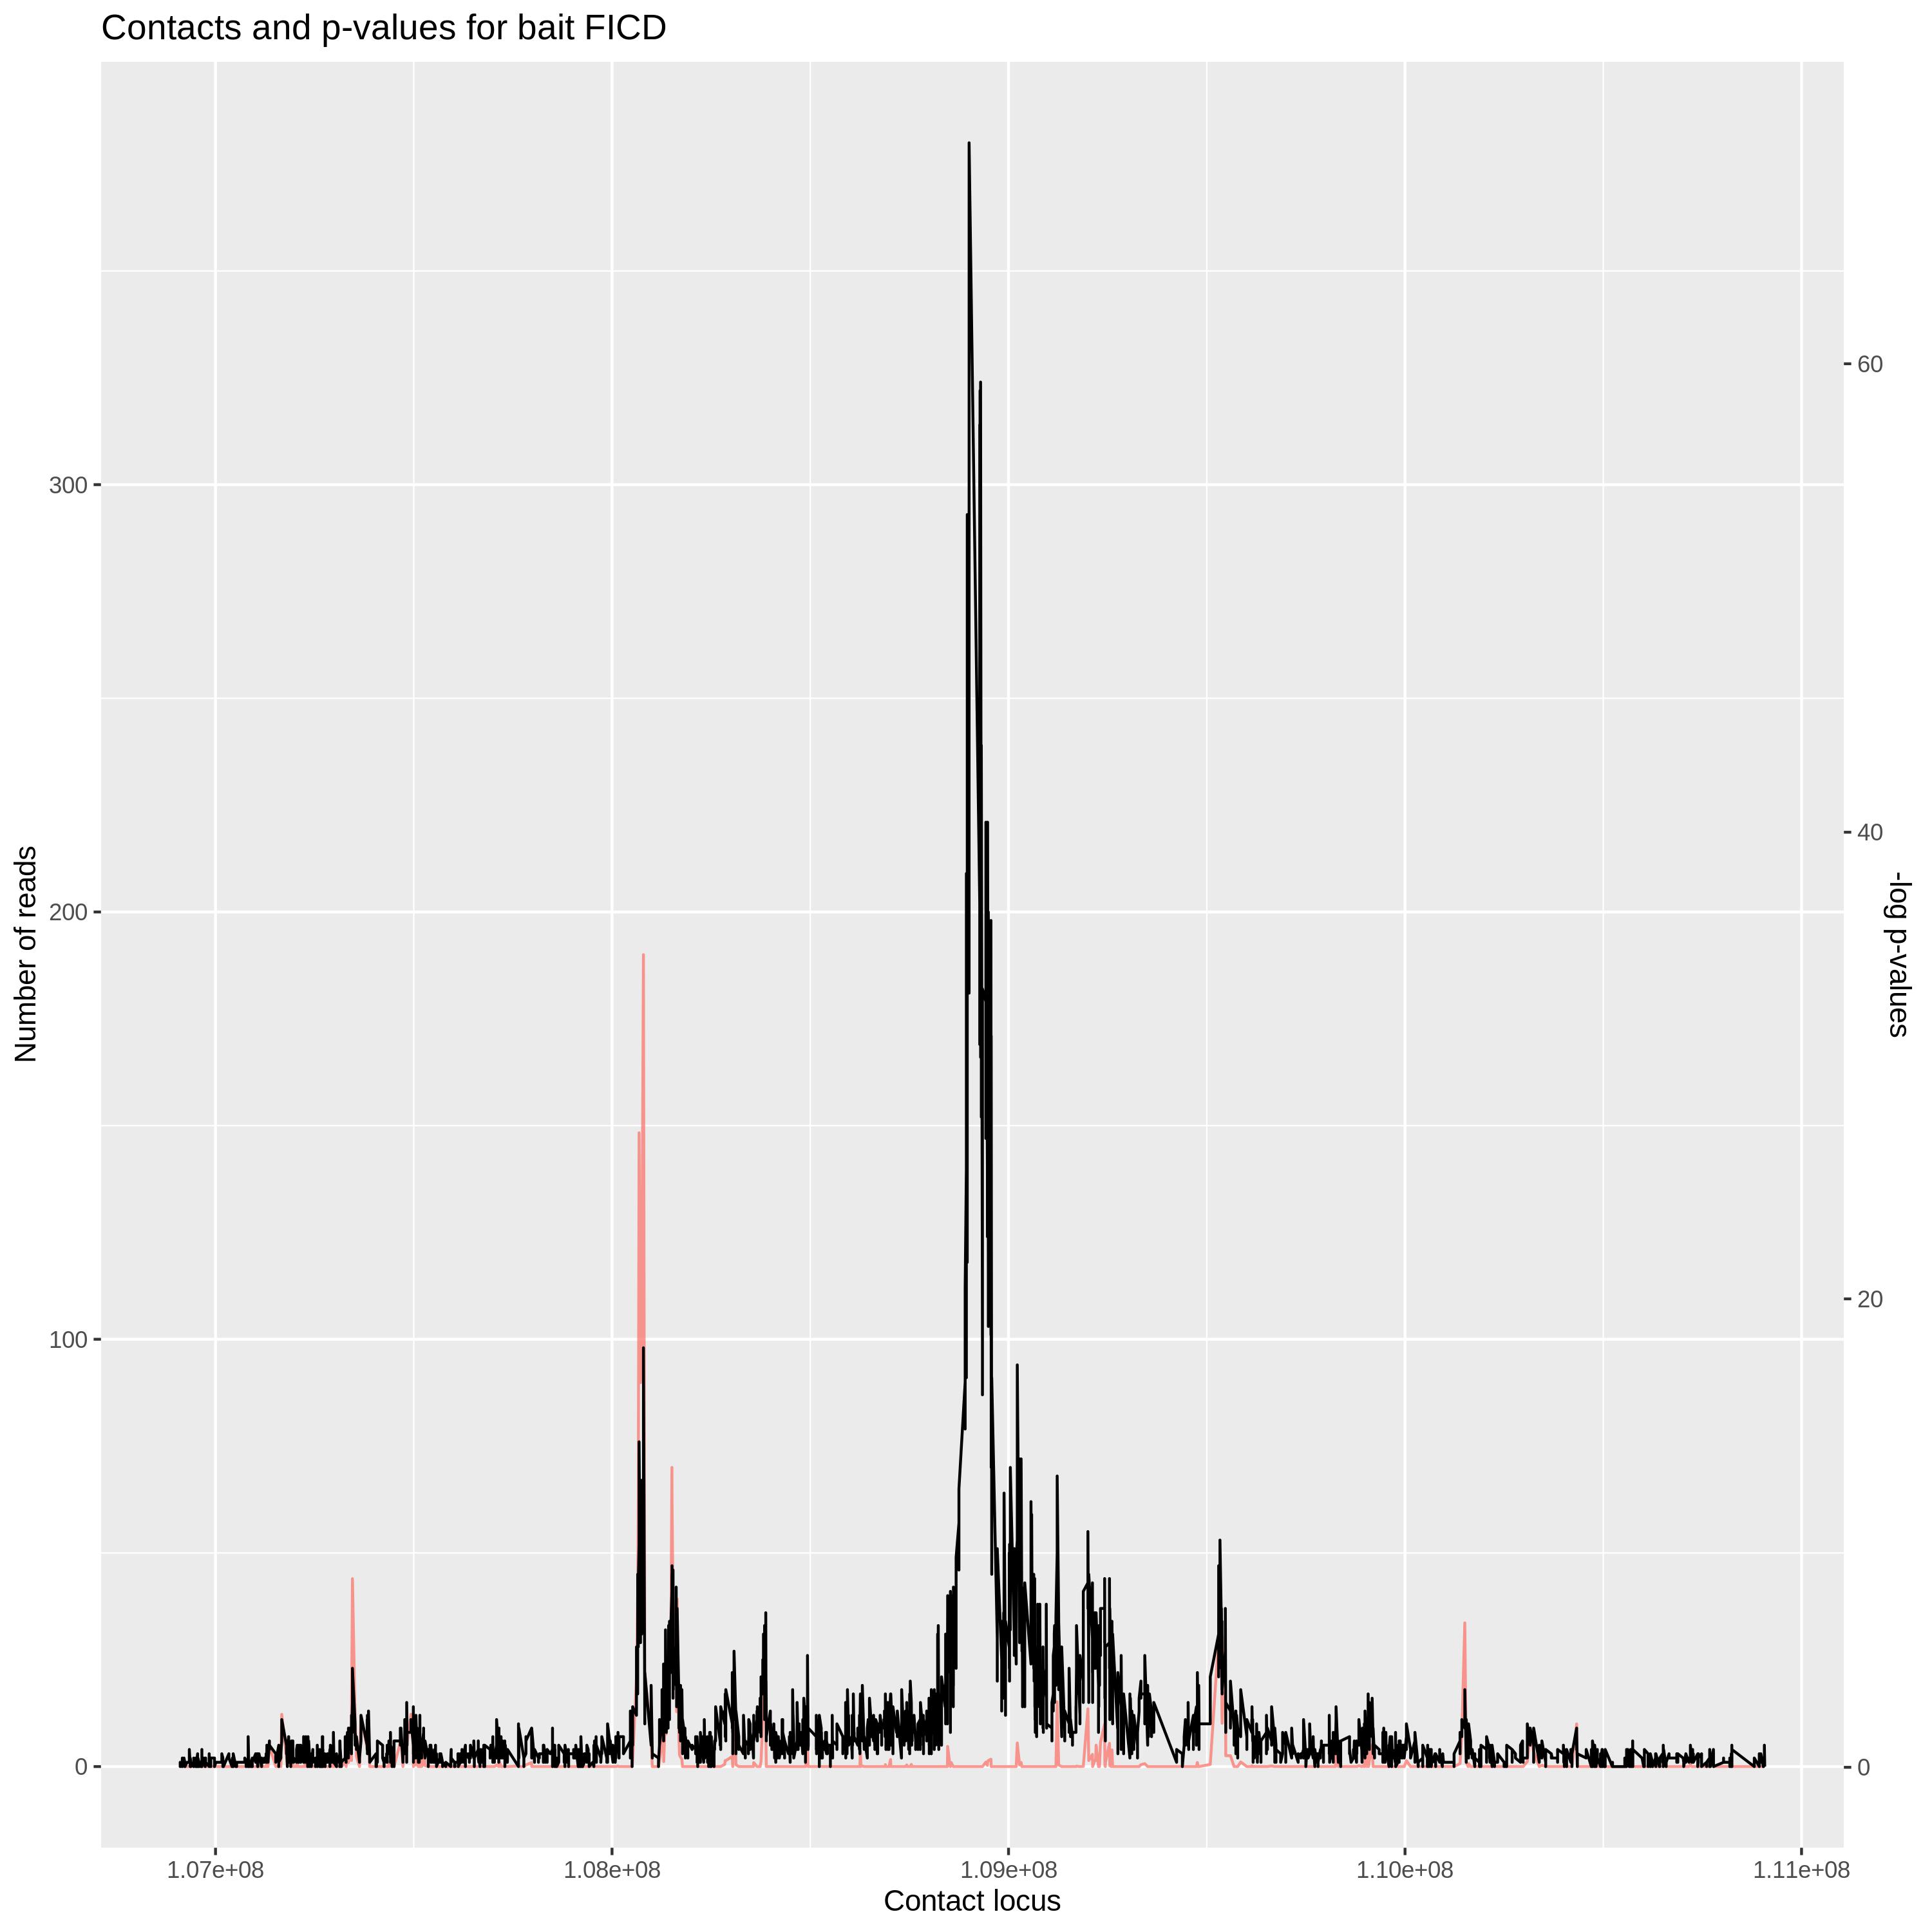 Contacts and p-values for bait FICD
Number of reads
300
200
100
0
60
40
20
0
-log p-values
1.07e+08
1.08e+08
1.09e+08
1.10e+08
1.11e+08
Contact locus